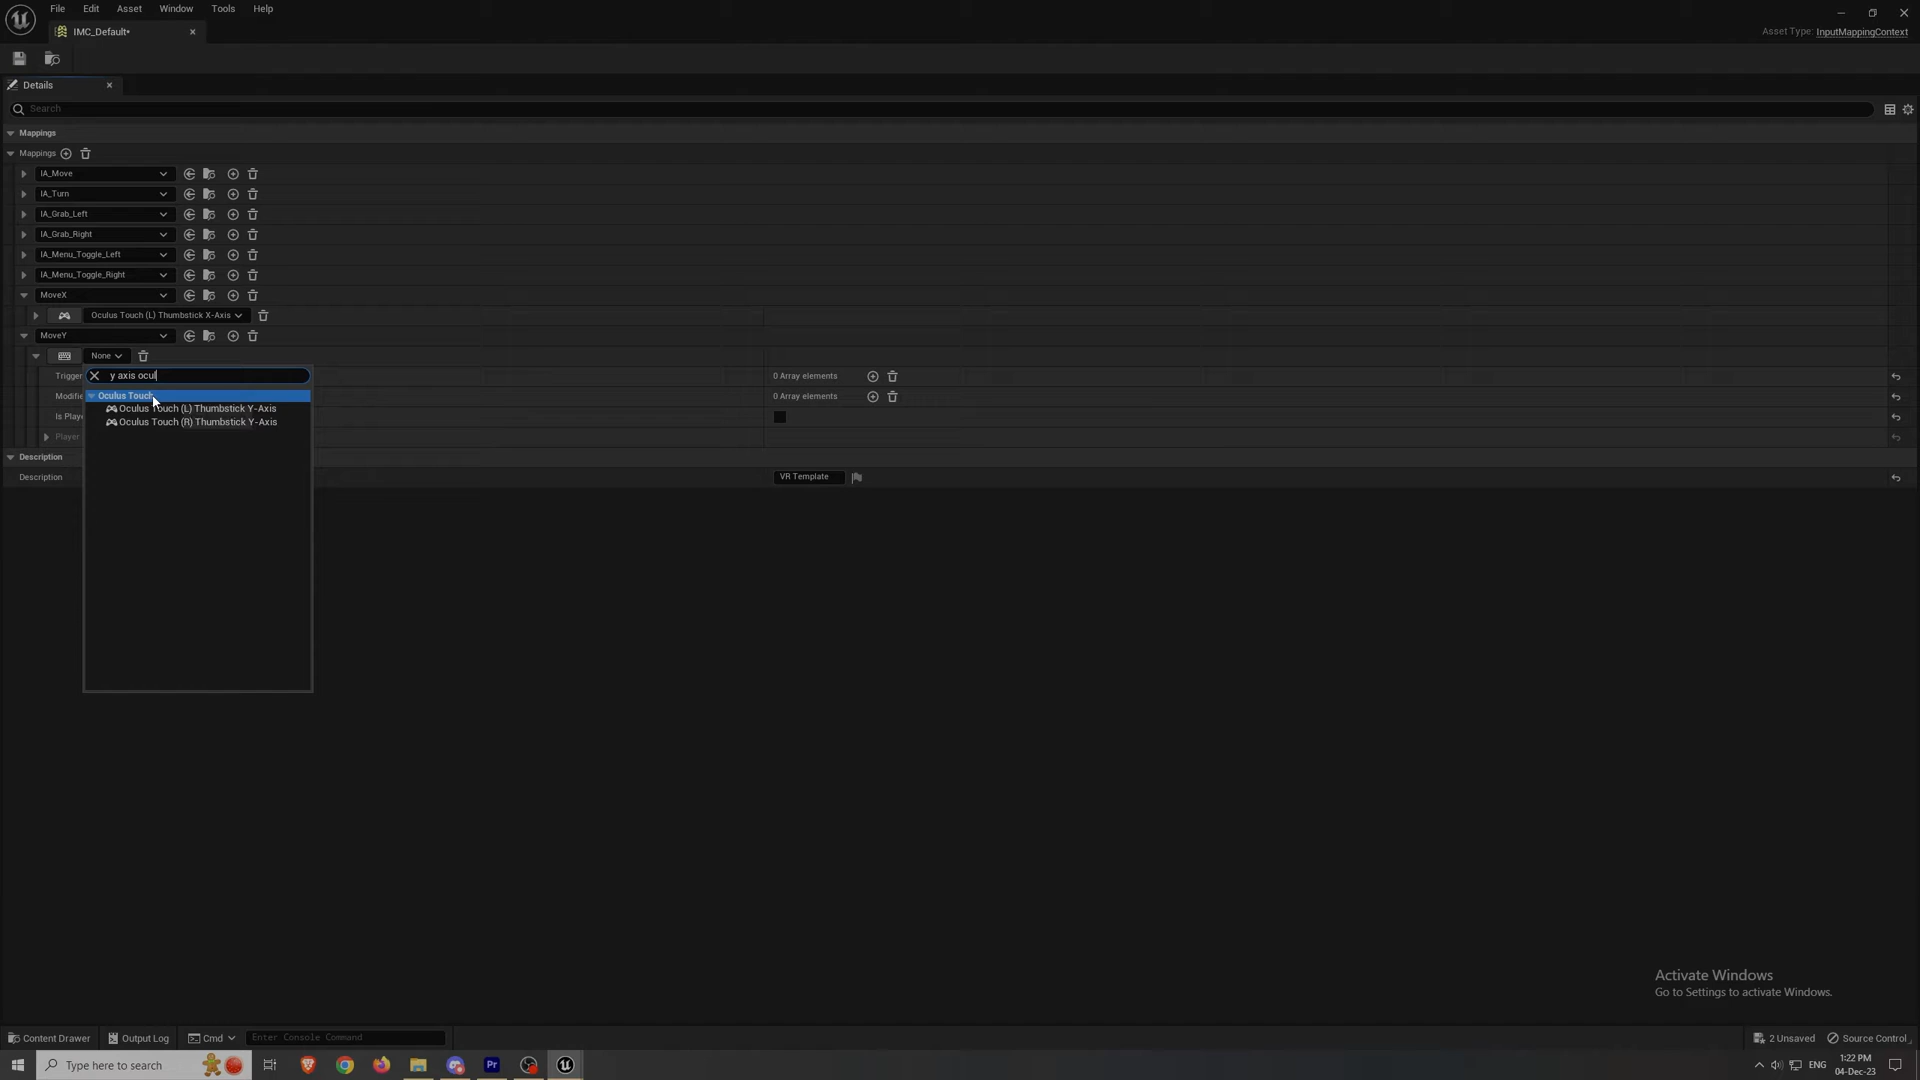 File Edit Asset Window Tools Help
IMC_Default*
Asset Type: InputMappingContext
Details
Search
Mappings
Mappings
IA_Move
IA_Turn
IA_Grab_Left
IA_Grab_Right
IA_Menu_Toggle_Left
IA_Menu_Toggle_Right
MoveX
Oculus Touch (L) Thumbstick X-Axis
MoveY
None
Trigger 0 Array elements
y axis ocul
Modifie 0 Array elements
Oculus Touch
Oculus Touch (L) Thumbstick Y-Axis
Is Playe
Oculus Touch (R) Thumbstick Y-Axis
Player
Description
Description VR Template
Activate Windows
Go to Settings to activate Windows.
Content Drawer Output Log Cmd Enter Console Command 2 Unsaved Source Control
Type here to search Pr ENG 1:22 PM
04-Dec-23